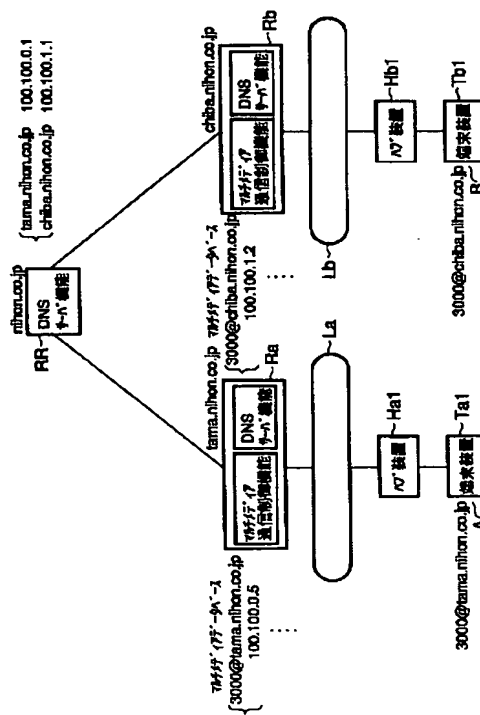 tama.nihon.co.jp 100.100.0.1
chiba.nihon.co.jp 100.100.1.1
nihon.co.jp
DNS
サーバ機能
RR
tama.nihon.co.jp
マルチメディア
通信制御機能
DNS
サーバ機能
Ra
マルチメディアデータベース
3000@tama.nihon.co.jp
100.100.0.5
chiba.nihon.co.jp
マルチメディア
通信制御機能
DNS
サーバ機能
Rb
マルチメディアデータベース
3000@chiba.nihon.co.jp
100.100.1.2
La
Lb
ハブ装置
Ha1
ハブ装置
Hb1
端末装置
Ta1
3000@tama.nihon.co.jp
A
端末装置
Tb1
3000@chiba.nihon.co.jp
B